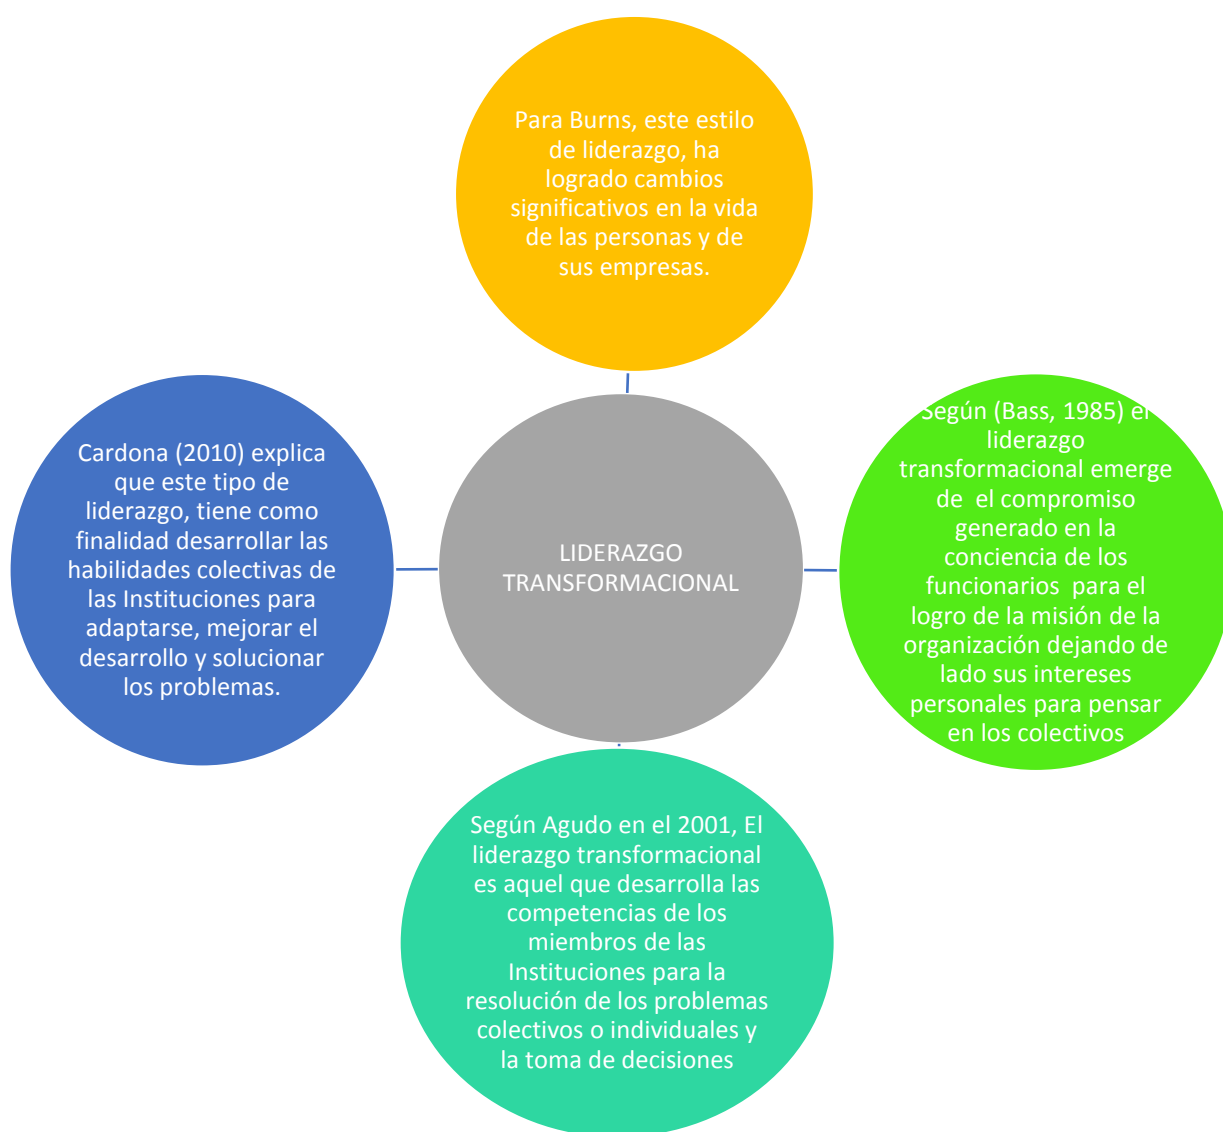 Para Burns, este estilo
de liderazgo, ha
logrado cambios
significativos en la vida
de las personas y de
sus empresas.
Cardona (2010) explica
que este tipo de
liderazgo, tiene como
finalidad desarrollar las
habilidades colectivas de
las Instituciones para
adaptarse, mejorar el
desarrollo y solucionar
los problemas.
LIDERAZGO
TRANSFORMACIONAL
Según (Bass, 1985) el
liderazgo
transformacional emerge
de el compromiso
generado en la
conciencia de los
funcionarios para el
logro de la misión de la
organización dejando de
lado sus intereses
personales para pensar
en los colectivos
Según Agudo en el 2001, El
liderazgo transformacional
es aquel que desarrolla las
competencias de los
miembros de las
Instituciones para la
resolución de los problemas
colectivos o individuales y
la toma de decisiones